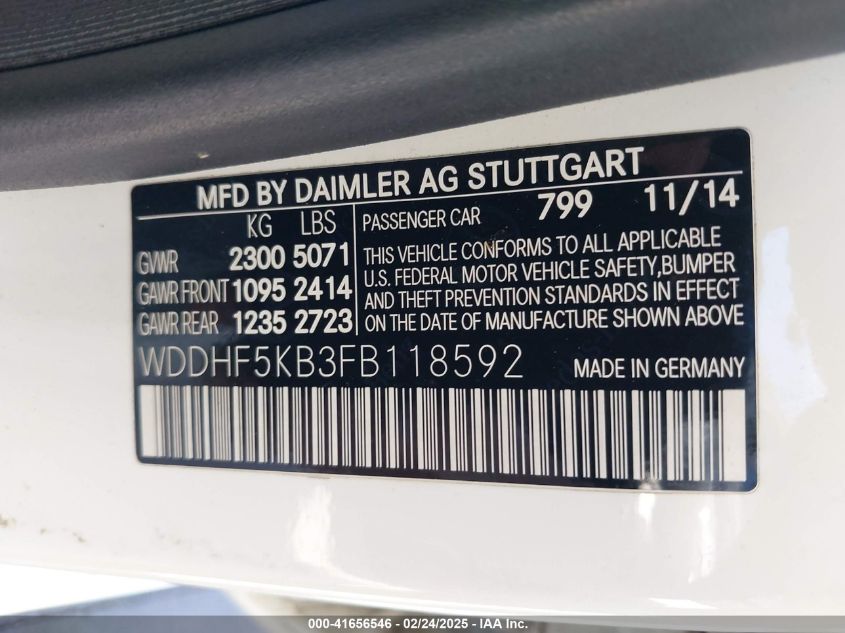 MFD BY DAIMLER AG STUTTGART
KG LBS
GVWR 2300 5071
GAWR FRONT 1095 2414
GAWR REAR 1235 2723
PASSENGER CAR 799 11/14
THIS VEHICLE CONFORMS TO ALL APPLICABLE
U.S. FEDERAL MOTOR VEHICLE SAFETY,BUMPER
AND THEFT PREVENTION STANDARDS IN EFFECT
ON THE DATE OF MANUFACTURE SHOWN ABOVE
WDDHF5KB3FB118592 MADE IN GERMANY
000-41656546 - 02/24/2025 - IAAI.com